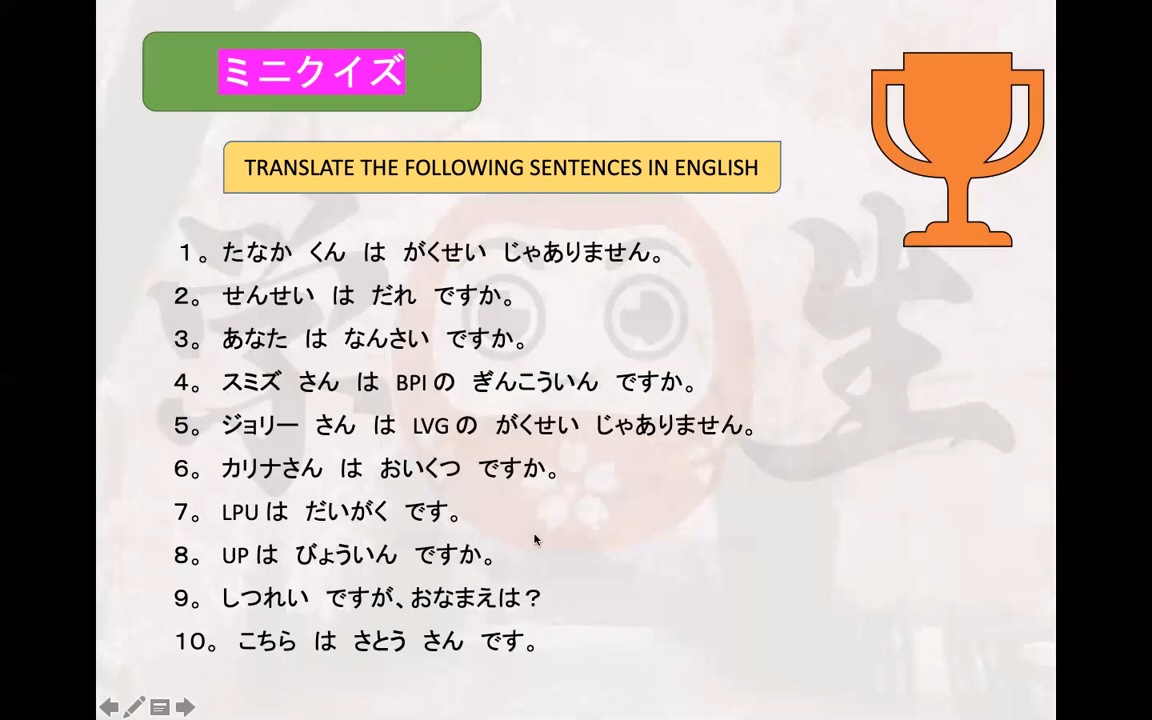 ミニクイズ
TRANSLATE THE FOLLOWING SENTENCES IN ENGLISH
学生
１。たなか　くん　は　がくせい　じゃありません。
２。 せんせい　は　だれ　ですか。
３。 あなた　は　なんさい　ですか。
４。 スミズ　さん　は　BPI の　ぎんこういん　ですか。
５。 ジョリー　さん　は　LVG の　がくせい　じゃありません。
６。 カリナさん　は　おいくつ　ですか。
７。 LPU は　だいがく　です。
８。 UP は　びょういん　ですか。
９。 しつれい　ですが、おなまえは？
１０。 こちら　は　さとう　さん　です。